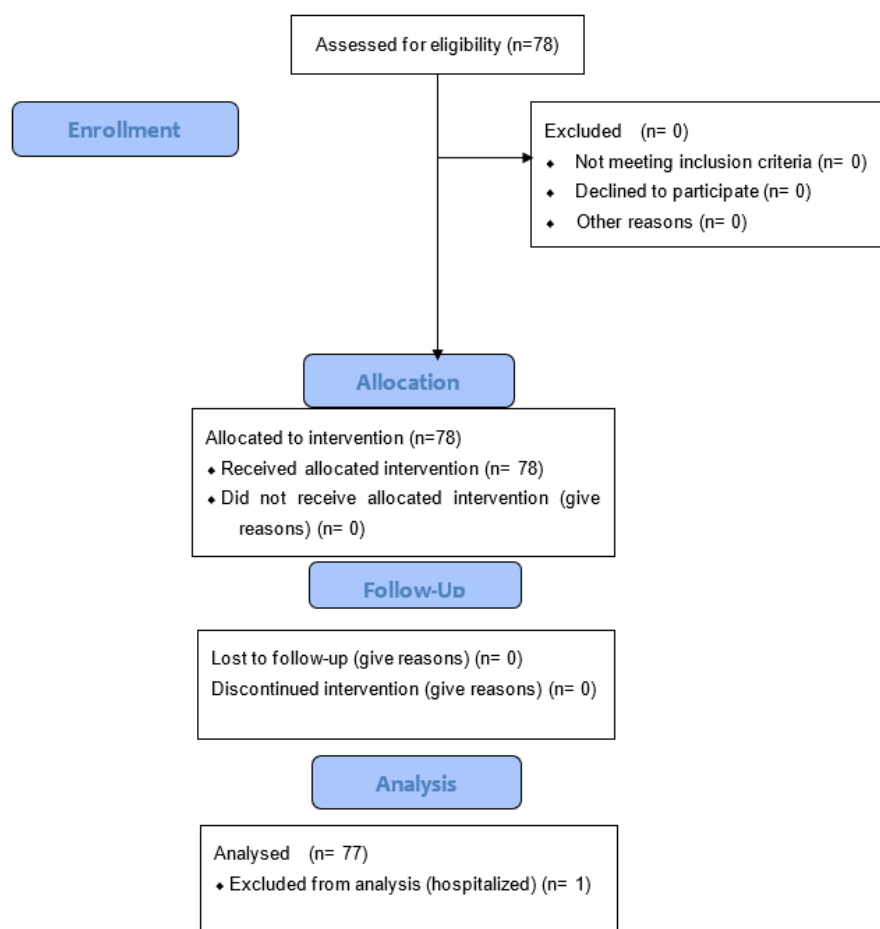 Assessed for eligibility (n=78)
Enrollment
Excluded (n= 0)
⬥ Not meeting inclusion criteria (n= 0)
⬥ Declined to participate (n= 0)
⬥ Other reasons (n= 0)
Allocation
Allocated to intervention (n=78)
⬥ Received allocated intervention (n= 78)
⬥ Did not receive allocated intervention (give
reasons) (n= 0)
Follow-Up
Lost to follow-up (give reasons) (n= 0)
Discontinued intervention (give reasons) (n= 0)
Analysis
Analysed (n= 77)
⬥ Excluded from analysis (hospitalized) (n= 1)